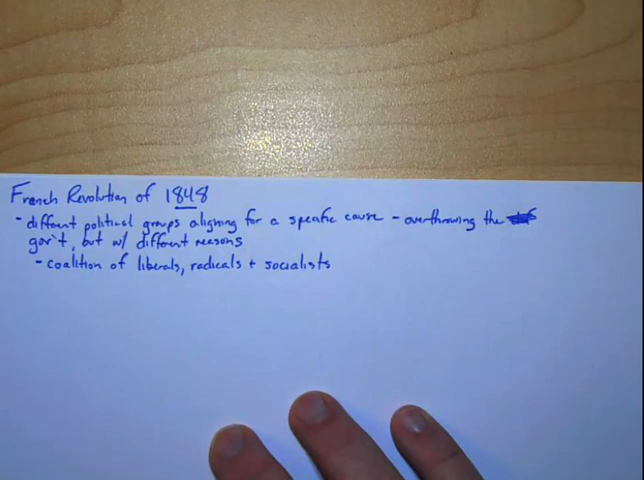 French Revolution of 1848
- different political groups aligning for a specific cause - overthrowing the
gov't, but w/ different reasons
- coalition of liberals, radicals + socialists